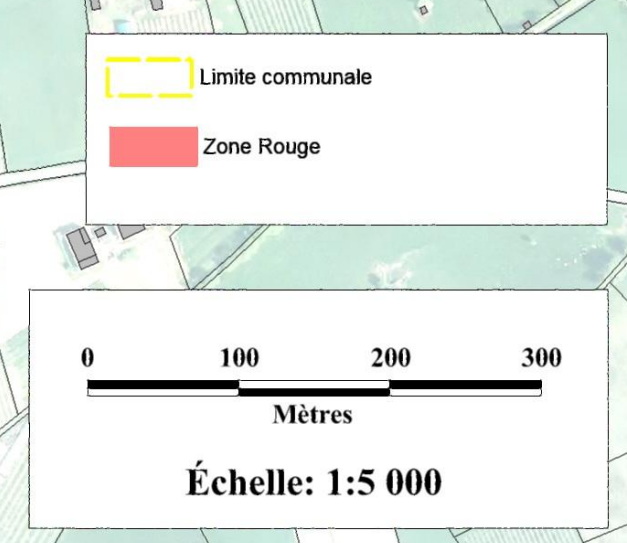 Limite communale
Zone Rouge
0 100 200 300
Mètres
Échelle: 1:5 000